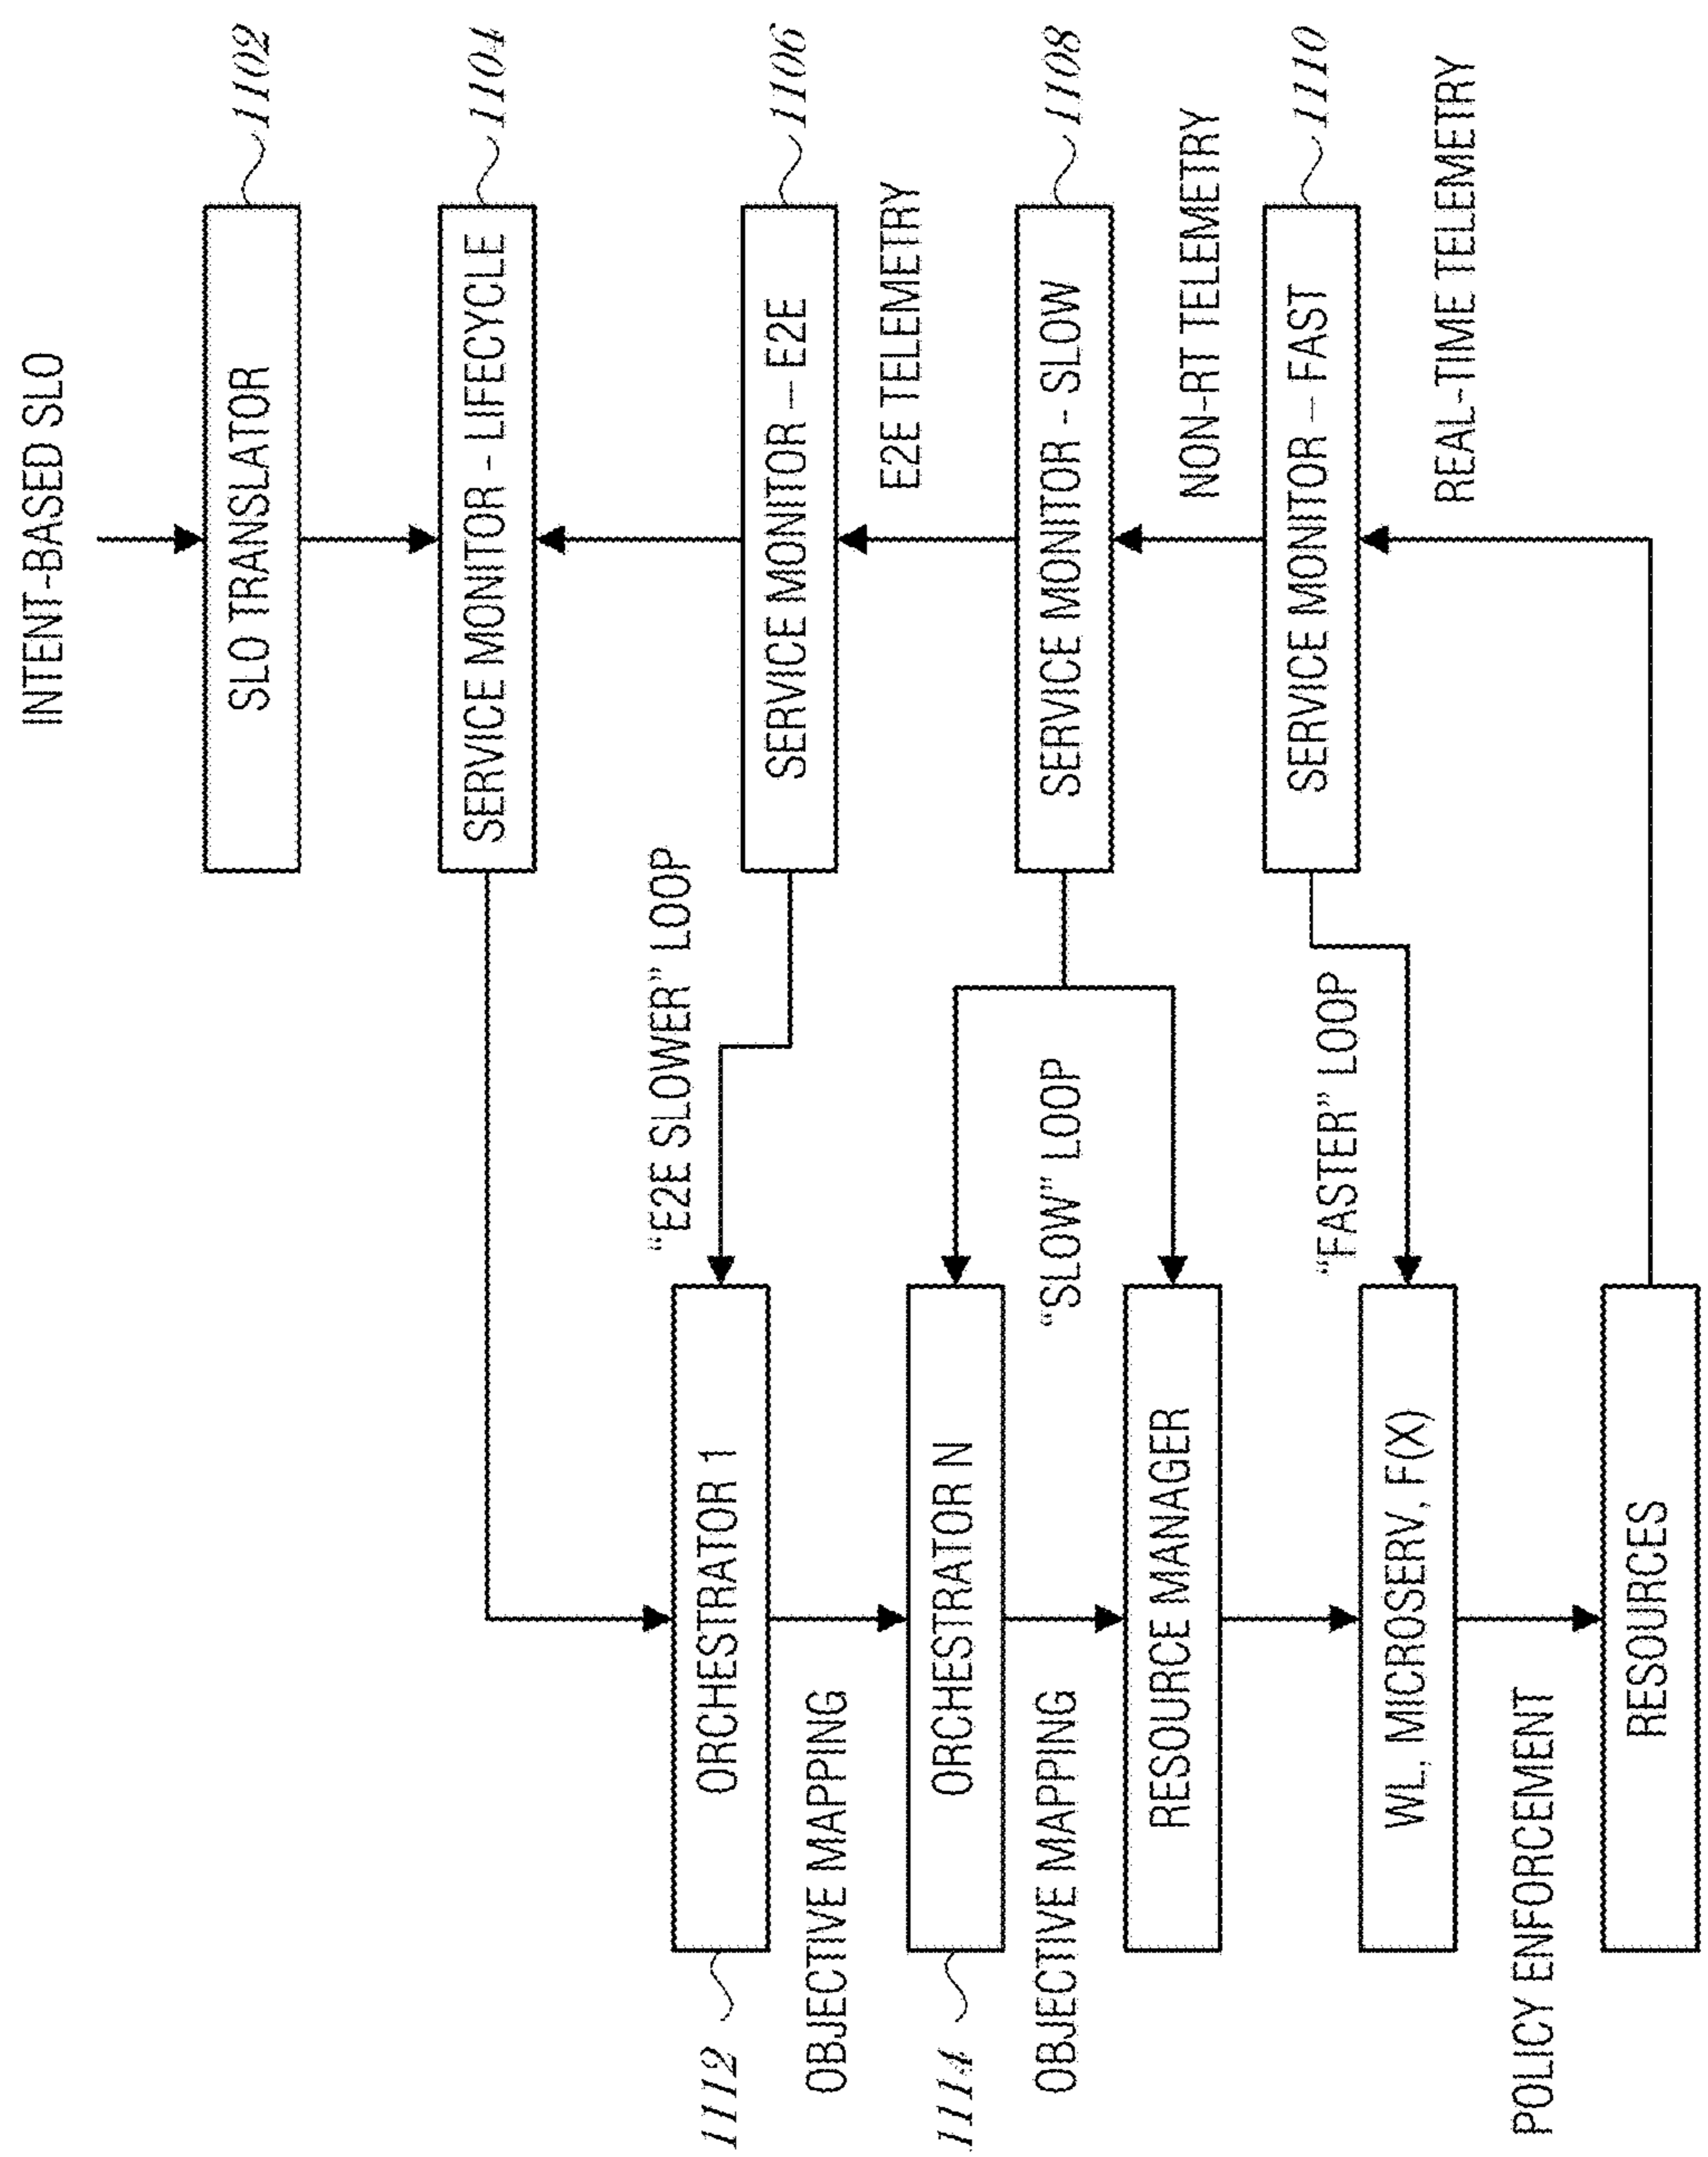 INTENT-BASED SLO
SLO TRANSLATOR
1102
SERVICE MONITOR - LIFECYCLE
1104
"E2E SLOWER" LOOP
1112
ORCHESTRATOR 1
SERVICE MONITOR – E2E
1106
OBJECTIVE MAPPING
E2E TELEMETRY
1114
ORCHESTRATOR N
"SLOW" LOOP
SERVICE MONITOR - SLOW
1108
OBJECTIVE MAPPING
RESOURCE MANAGER
NON-RT TELEMETRY
"FASTER" LOOP
SERVICE MONITOR – FAST
1110
WL, MICROSERV, F(X)
REAL-TIME TELEMETRY
POLICY ENFORCEMENT
RESOURCES